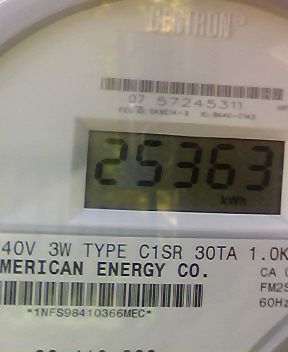 CENTRON®
07 57245311
25363
kWh
40V 3W TYPE C1SR 30TA 1.0K
MERICAN ENERGY CO.
CA
FM2S
60Hz
*1NFS98410366MEC*